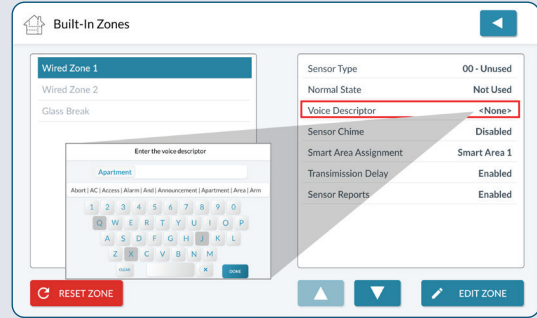 Built-In Zones
Wired Zone 1
Wired Zone 2
Glass Break
Enter the voice descriptor
Apartment
Abort | AC | Access | Alarm | And | Announcement | Apartment | Area | Arm
1 2 3 4 5 6 7 8 9 0
Q W E R T Y U I O P
A S D F G H J K L
Z X C V B N M
CLEAR X DONE
RESET ZONE
Sensor Type 00 - Unused
Normal State Not Used
Voice Descriptor <None>
Sensor Chime Disabled
Smart Area Assignment Smart Area 1
Transimission Delay Enabled
Sensor Reports Enabled
EDIT ZONE